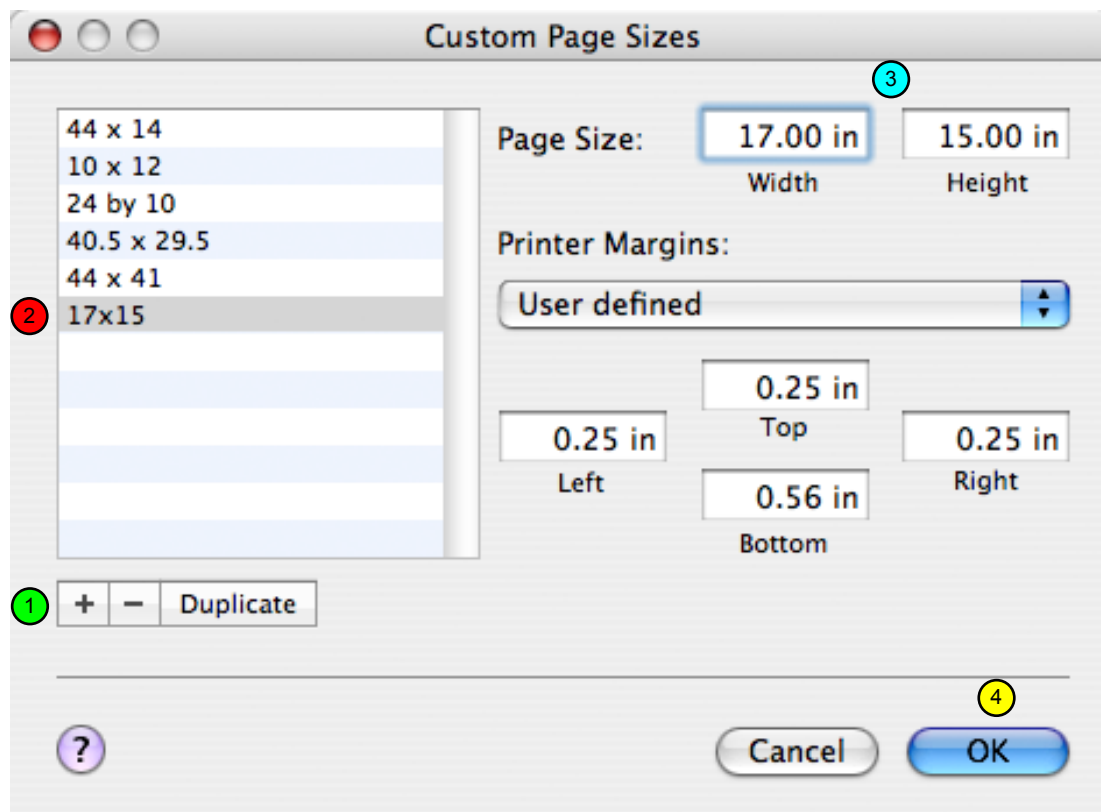 Custom Page Sizes
3
44 x 14
10 x 12
24 by 10
40.5 x 29.5
44 x 41
2
17x15
Page Size:
17.00 in
15.00 in
Width
Height
Printer Margins:
User defined
0.25 in
Top
0.25 in
Left
0.25 in
Right
0.56 in
Bottom
1
+
−
Duplicate
4
?
Cancel
OK